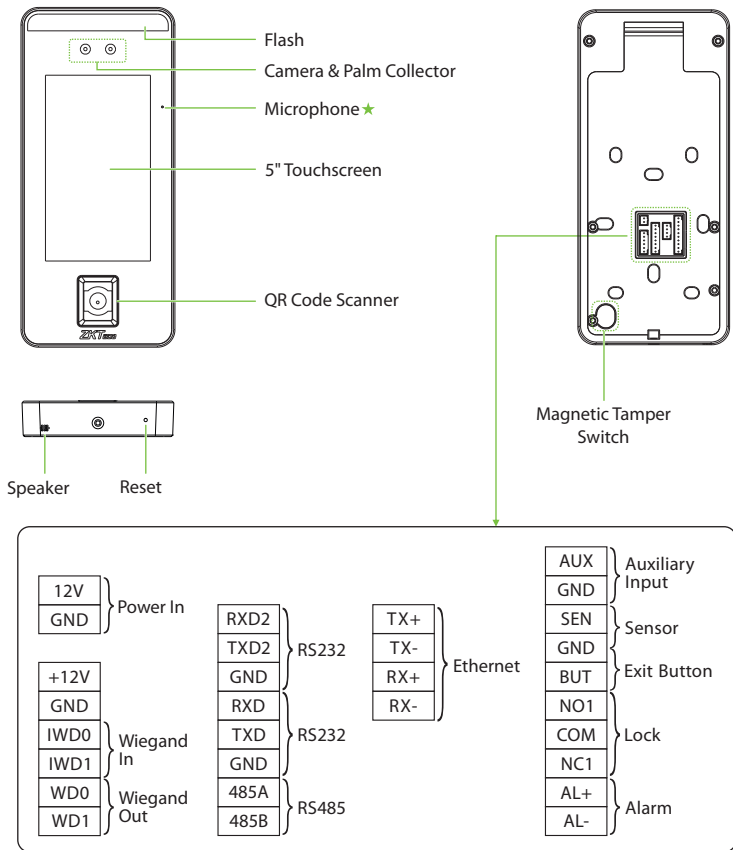 Flash
Camera & Palm Collector
Microphone★
5" Touchscreen
QR Code Scanner
ZKTeco
Speaker
Reset
Magnetic Tamper
Switch
12V
GND
Power In
+12V
GND
IWD0
IWD1
Wiegand
In
WD0
WD1
Wiegand
Out
RXD2
TXD2
GND
RS232
RXD
TXD
GND
RS232
485A
485B
RS485
TX+
TX-
RX+
RX-
Ethernet
AUX
GND
Auxiliary
Input
SEN
GND
Sensor
BUT
Exit Button
NO1
COM
NC1
Lock
AL+
AL-
Alarm